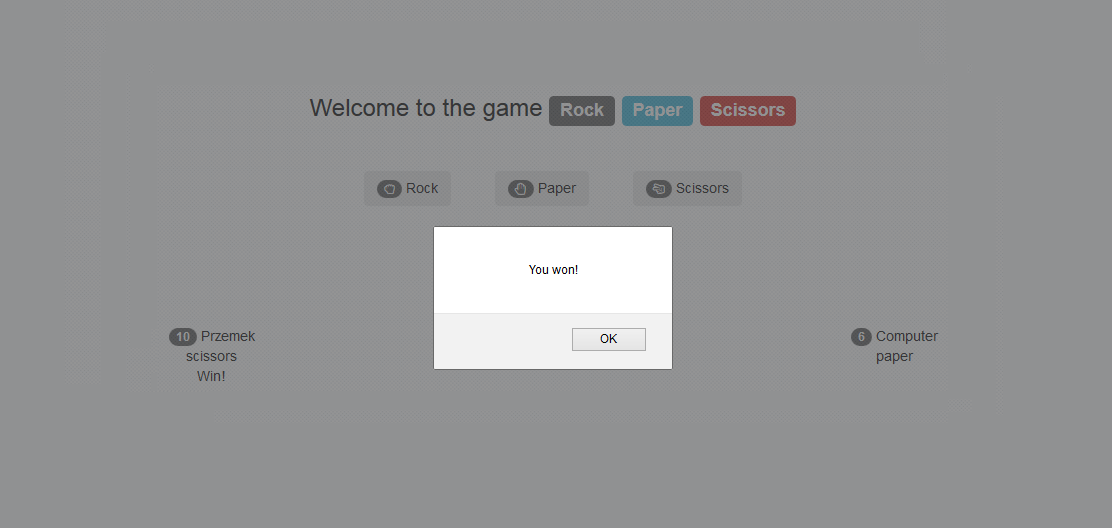 Welcome to the game Rock Paper Scissors
Rock Paper Scissors
You won!
OK
10 Przemek
scissors
Win!
6 Computer
paper